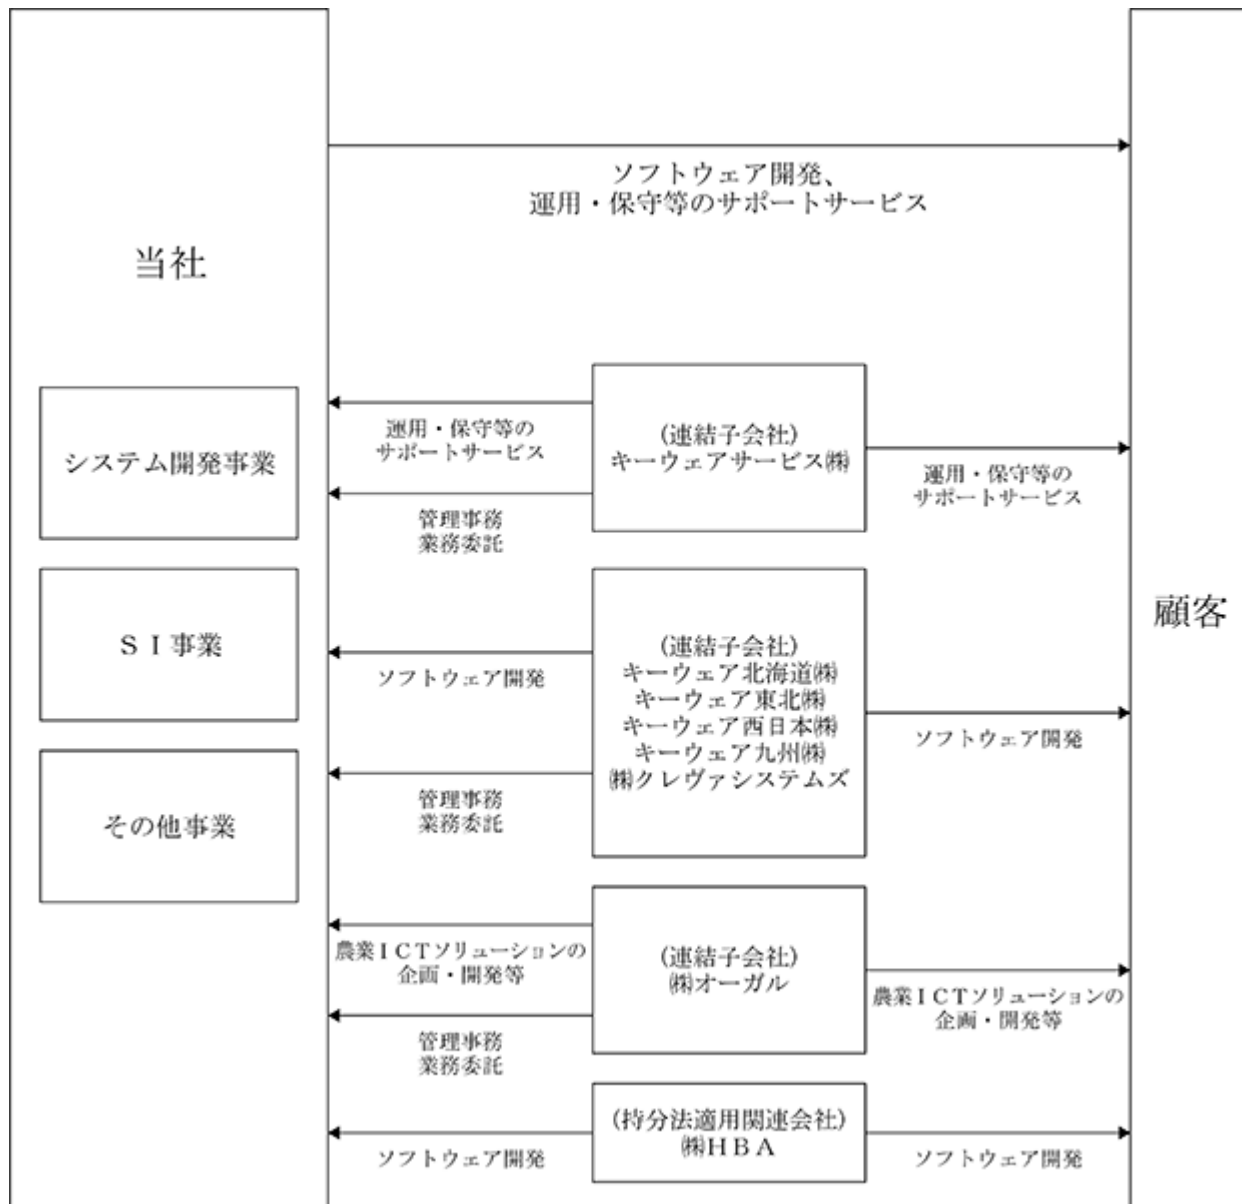 ソフトウェア開発、
運用・保守等のサポートサービス
当社
システム開発事業
ＳＩ事業
その他事業
運用・保守等の
サポートサービス
管理事務
業務委託
(連結子会社)
キーウェアサービス㈱
運用・保守等の
サポートサービス
ソフトウェア開発
管理事務
業務委託
(連結子会社)
キーウェア北海道㈱
キーウェア東北㈱
キーウェア西日本㈱
キーウェア九州㈱
㈱クレヴァシステムズ
ソフトウェア開発
農業ＩＣＴソリューションの
企画・開発等
管理事務
業務委託
(連結子会社)
㈱オーガル
農業ＩＣＴソリューションの
企画・開発等
ソフトウェア開発
(持分法適用関連会社)
㈱ＨＢＡ
ソフトウェア開発
顧客